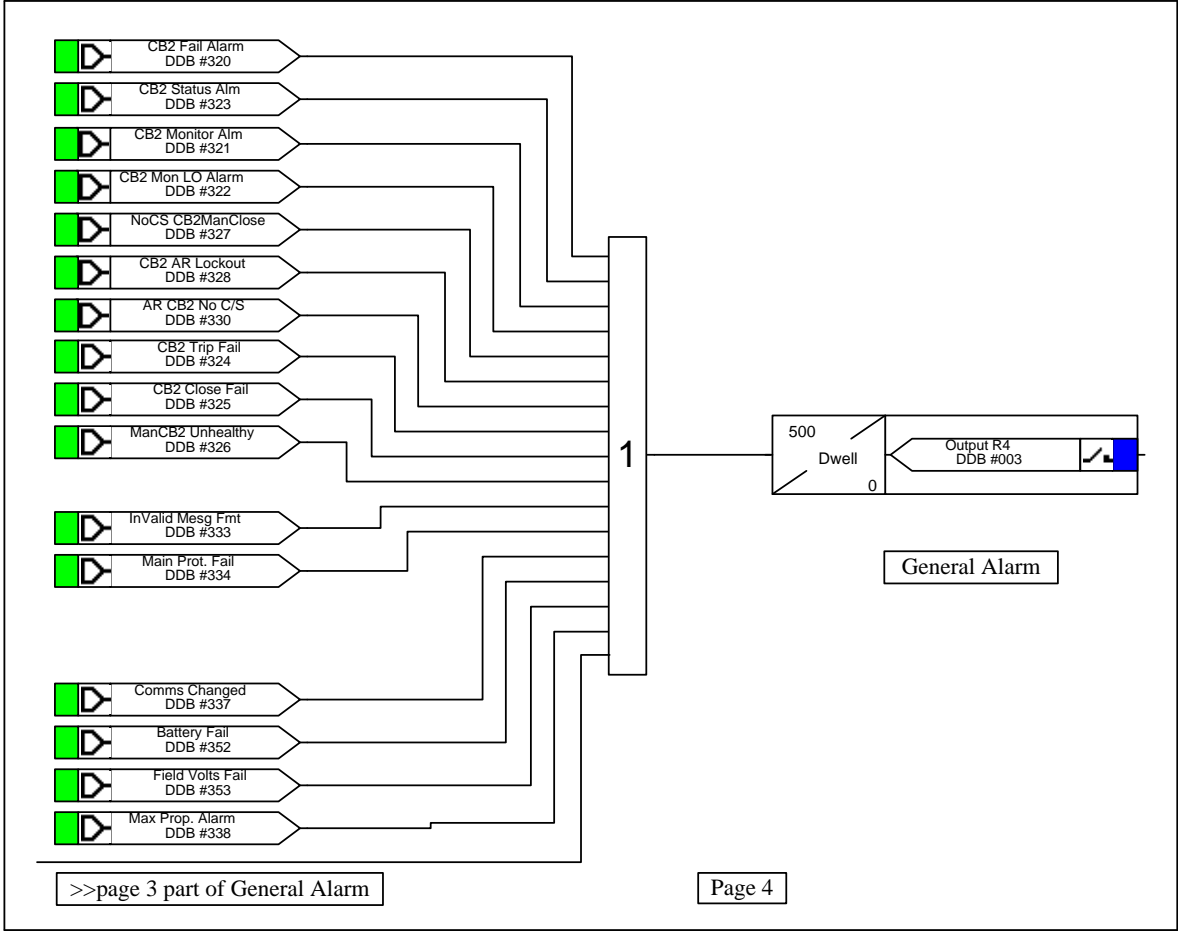 CB2 Fail Alarm
DDB #320
CB2 Status Alm
DDB #323
CB2 Monitor Alm
DDB #321
CB2 Mon LO Alarm
DDB #322
NoCS CB2ManClose
DDB #327
CB2 AR Lockout
DDB #328
AR CB2 No C/S
DDB #330
CB2 Trip Fail
DDB #324
CB2 Close Fail
DDB #325
ManCB2 Unhealthy
DDB #326
InValid Mesg Fmt
DDB #333
Main Prot. Fail
DDB #334
Comms Changed
DDB #337
Battery Fail
DDB #352
Field Volts Fail
DDB #353
Max Prop. Alarm
DDB #338
1
500
Dwell
0
Output R4
DDB #003
General Alarm
>>page 3 part of General Alarm
Page 4